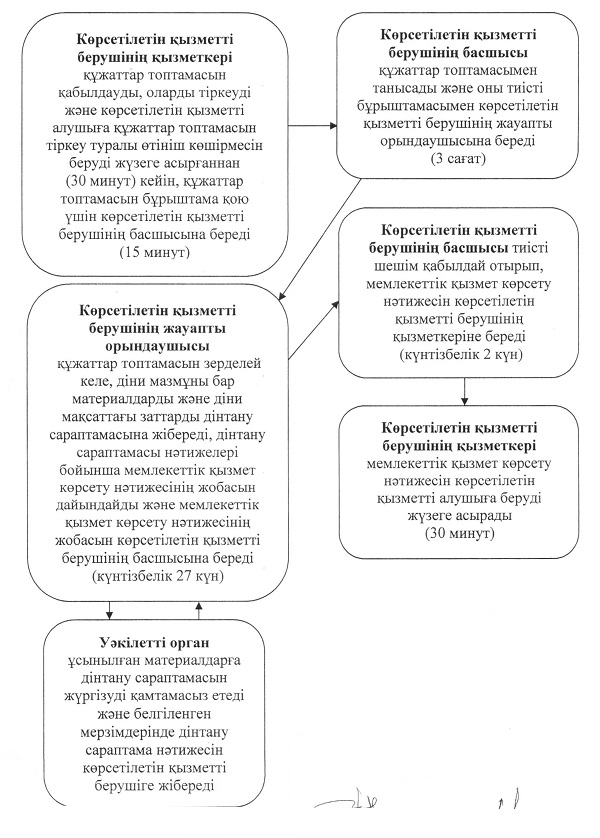 Көрсетілетін қызметті
берушінің қызметкері
құжаттар топтамасын
қабылдауды, оларды тіркеуді
және көрсетілетін қызметті
алушыға құжаттар топтамасын
тіркеу туралы өтініш көшірмесін
беруді жүзеге асырғаннан
(30 минут) кейін, құжаттар
топтамасын бұрыштама қою
үшін көрсетілетін қызметті
берушінің басшысына береді
(15 минут)
Көрсетілетін қызметті
берушінің басшысы
құжаттар топтамасымен
танысады және оны тиісті
бұрыштамасымен көрсетілетін
қызметті берушінің жауапты
орындаушысына береді
(3 сағат)
Көрсетілетін қызметті
берушінің жауапты
орындаушысы
құжаттар топтамасын зерделей
келе, діни мазмұны бар
материалдарды және діни
мақсаттағы заттарды дінтану
сараптамасына жібереді, дінтану
сараптамасы нәтижелері
бойынша мемлекеттік қызмет
көрсету нәтижесінің жобасын
дайындайды және мемлекеттік
қызмет көрсету нәтижесінің
жобасын көрсетілетін қызметті
берушінің басшысына береді
(күнтізбелік 27 күн)
Көрсетілетін қызметті
берушінің басшысы тиісті
шешім қабылдай отырып,
мемлекеттік қызмет көрсету
нәтижесін көрсетілетін
қызметті берушінің
қызметкеріне береді
(күнтізбелік 2 күн)
Көрсетілетін қызметті
берушінің қызметкері
мемлекеттік қызмет көрсету
нәтижесін көрсетілетін
қызметті алушыға беруді
жүзеге асырады
(30 минут)
Уәкілетті орган
ұсынылған материалдарға
дінтану сараптамасын
жүргізуді қамтамасыз етеді
және белгіленген
мерзімдерінде дінтану
сараптама нәтижесін
көрсетілетін қызметті
берушіге жібереді